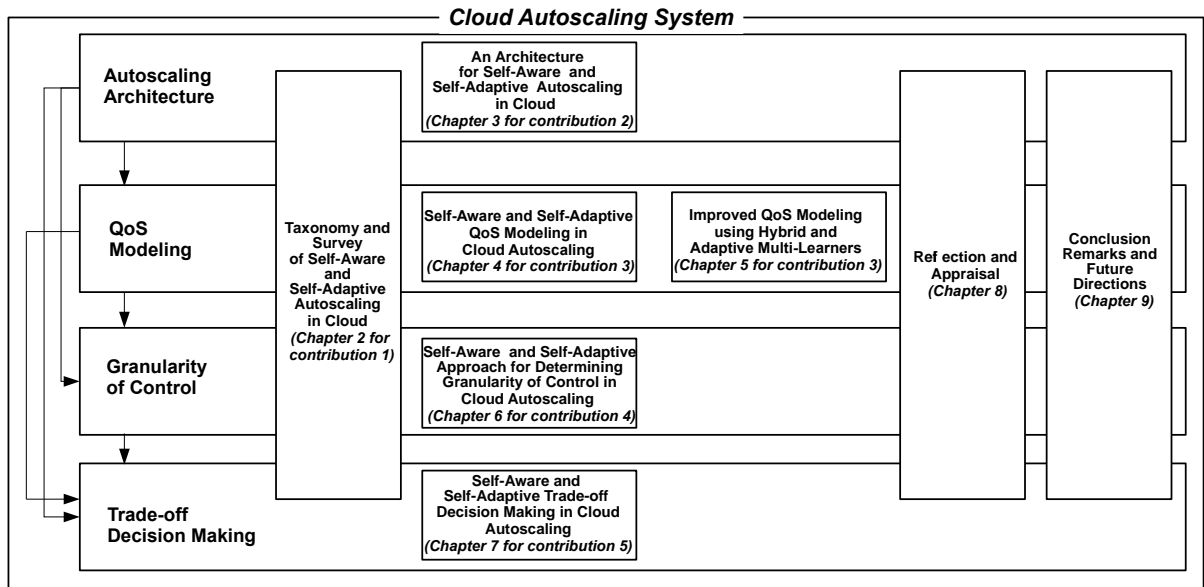 Cloud Autoscaling System
Autoscaling
Architecture
An Architecture
for Self-Aware and
Self-Adaptive Autoscaling
in Cloud
(Chapter 3 for contribution 2)
QoS
Modeling
Taxonomy and
Survey
of Self-Aware
and
Self-Adaptive
Autoscaling
in Cloud
(Chapter 2 for
contribution 1)
Self-Aware and Self-Adaptive
QoS Modeling in
Cloud Autoscaling
(Chapter 4 for contribution 3)
Improved QoS Modeling
using Hybrid and
Adaptive Multi-Learners
(Chapter 5 for contribution 3)
Ref ection and
Appraisal
(Chapter 8)
Conclusion
Remarks and
Future
Directions
(Chapter 9)
Granularity
of Control
Self-Aware and Self-Adaptive
Approach for Determining
Granularity of Control in
Cloud Autoscaling
(Chapter 6 for contribution 4)
Trade-off
Decision Making
Self-Aware and
Self-Adaptive Trade-off
Decision Making in Cloud
Autoscaling
(Chapter 7 for contribution 5)